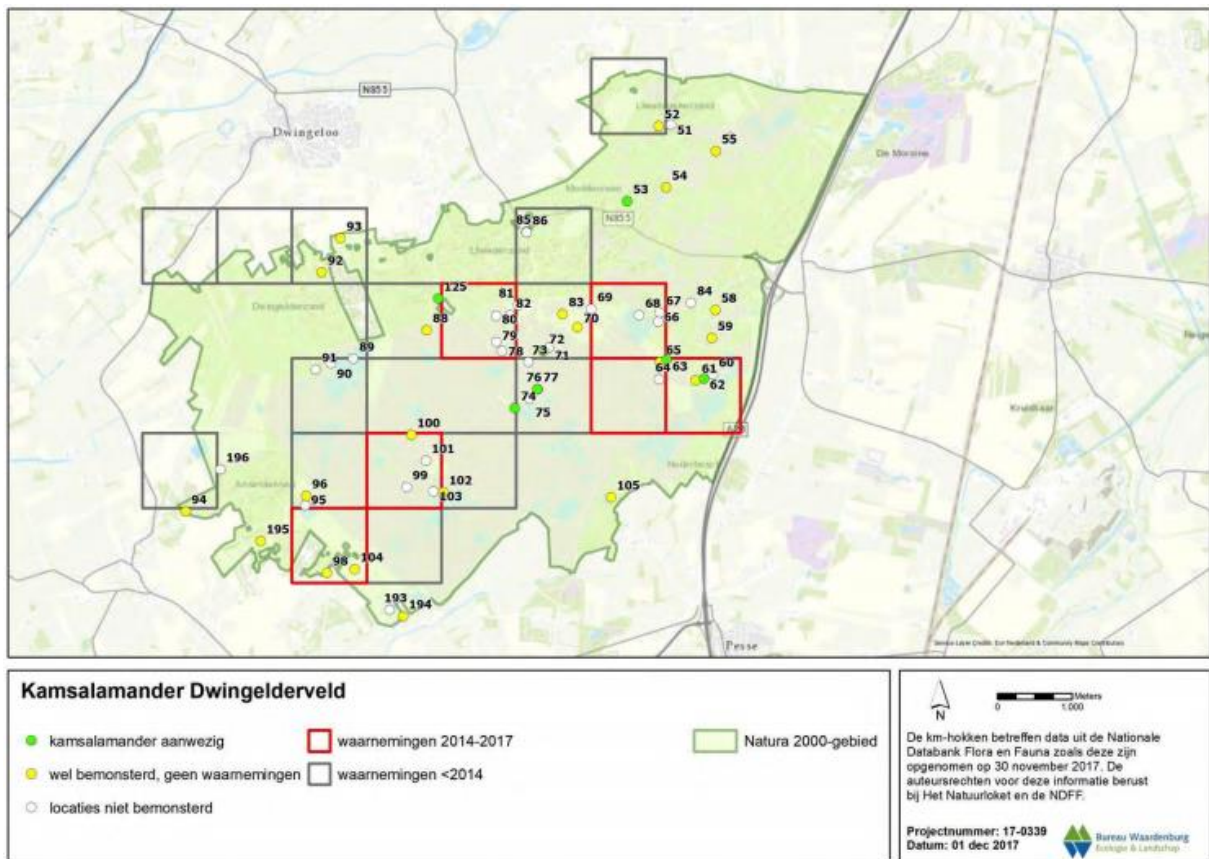 N855
Dwingeloo
52
51
55
De Moraine
54
53
N855
85
86
93
92
Dwingelderzand
125
81
82
83
69
68
67
84
58
88
80
70
66
59
79
72
78
73
71
65
89
91
90
64
63
61
60
62
76
77
74
75
100
101
196
99
102
103
96
95
105
94
195
98
104
193
194
Pesse
Kamsalamander Dwingelderveld
kamsalamander aanwezig
wel bemonsterd, geen waarnemingen
locaties niet bemonsterd
waarnemingen 2014-2017
waarnemingen <2014
Natura 2000-gebied
N
Meters
0 1.000
De km-hokken betreffen data uit de Nationale
Databank Flora en Fauna zoals deze zijn
opgenomen op 30 november 2017. De
auteursrechten voor deze informatie berust
bij Het Natuurloket en de NDFF.
Projectnummer: 17-0339
Datum: 01 dec 2017
Bureau Waardenburg
Ecologie & Landschap